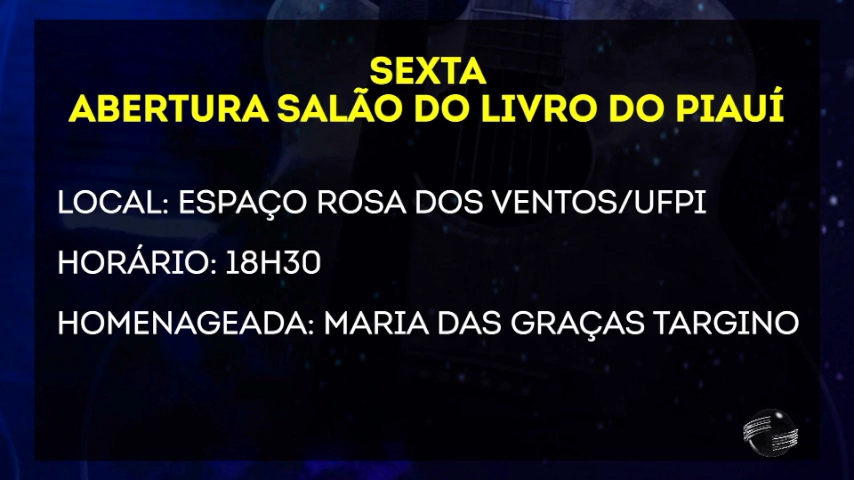 SEXTA
ABERTURA SALÃO DO LIVRO DO PIAUÍ
LOCAL: ESPAÇO ROSA DOS VENTOS/UFPI
HORÁRIO: 18H30
HOMENAGEADA: MARIA DAS GRAÇAS TARGINO